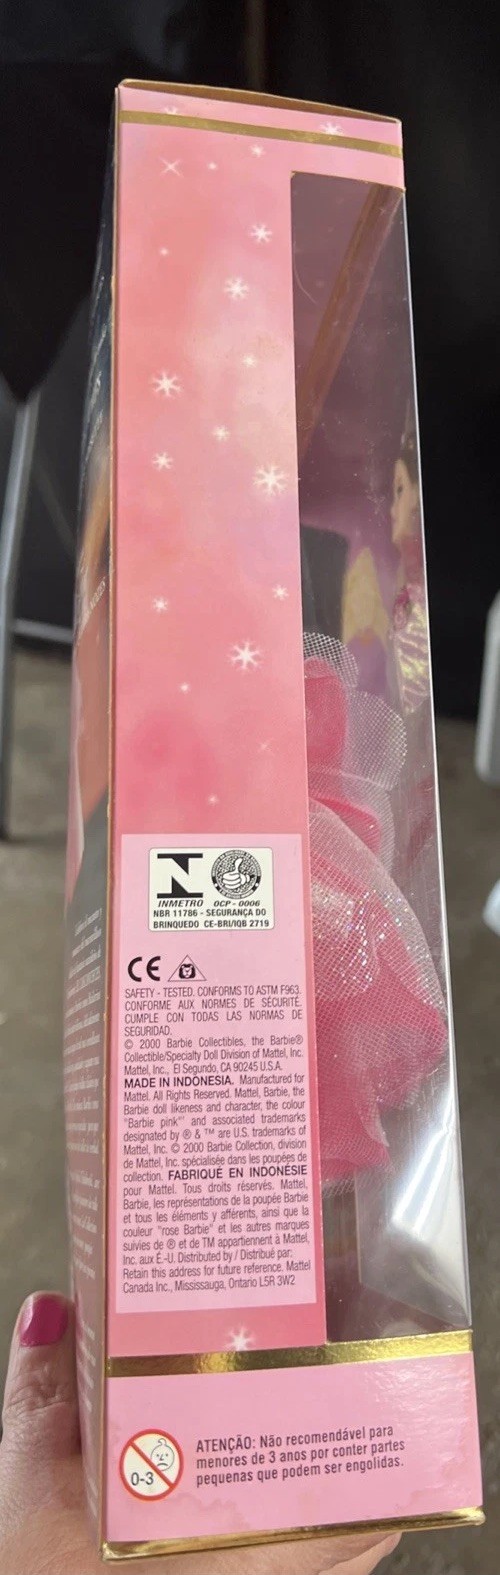 INMETRO OCP - 0006
NBR 11786 - SEGURANÇA DO
BRINQUEDO CE-BRI/IQB 2719
CE
SAFETY - TESTED. CONFORMS TO ASTM F963.
CONFORME AUX NORMES DE SÉCURITÉ.
CUMPLE CON TODAS LAS NORMAS DE
SEGURIDAD.
© 2000 Barbie Collectibles, the Barbie®
Collectible/Specialty Doll Division of Mattel, Inc.
Mattel, Inc., El Segundo, CA 90245 U.S.A.
MADE IN INDONESIA. Manufactured for
Mattel. All Rights Reserved. Mattel, Barbie, the
Barbie doll likeness and character, the colour
"Barbie pink" and associated trademarks
designated by ® & ™ are U.S. trademarks of
Mattel, Inc. © 2000 Barbie Collection, division
de Mattel, Inc. spécialisée dans les poupées de
collection. FABRIQUÉ EN INDONÉSIE
pour Mattel. Tous droits réservés. Mattel,
Barbie, les représentations de la poupée Barbie
et tous les éléments y afférents, ainsi que la
couleur "rose Barbie" et les autres marques
suivies de ® et de TM appartiennent à Mattel,
Inc. aux É.-U. Distributed by / Distribué par:
Retain this address for future reference. Mattel
Canada Inc., Mississauga, Ontario L5R 3W2
0-3
ATENÇÃO: Não recomendável para
menores de 3 anos por conter partes
pequenas que podem ser engolidas.